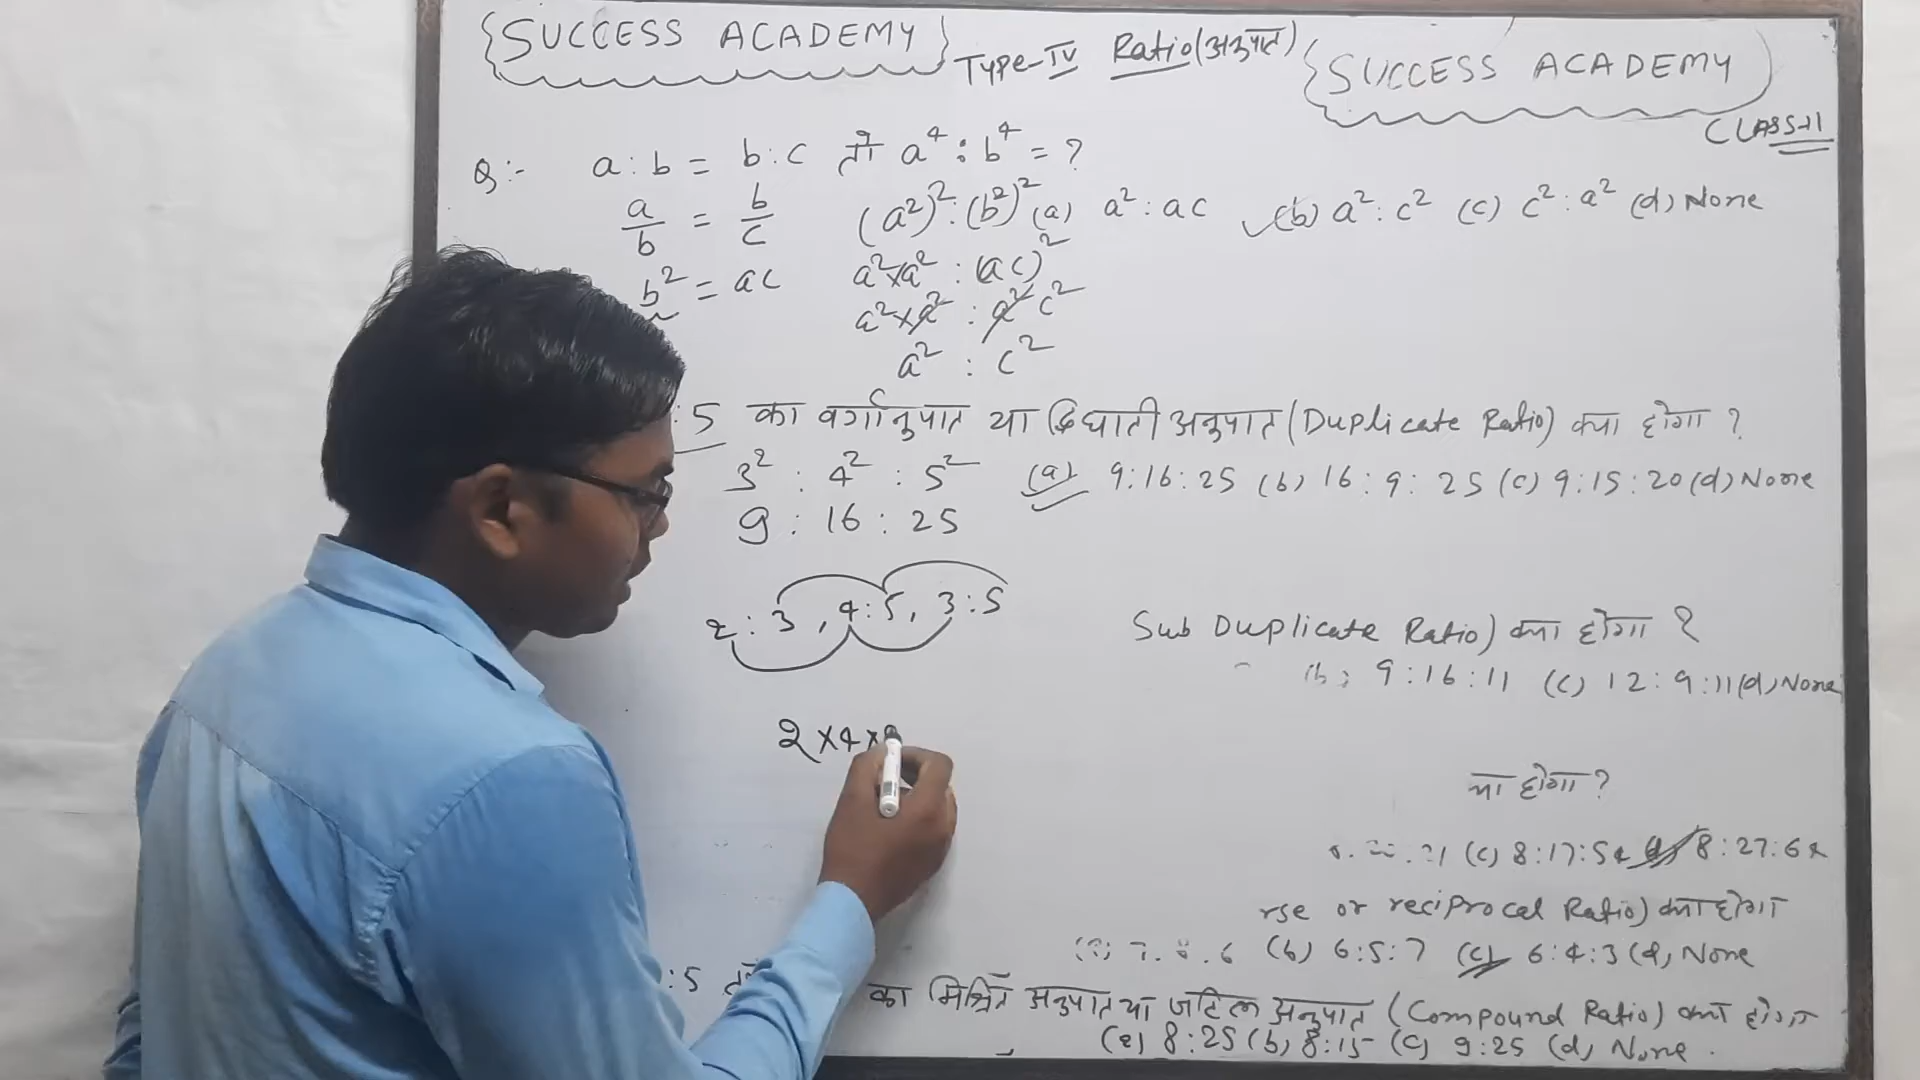 SUCCESS ACADEMY Type-IV Ratio(अनुपात) SUCCESS ACADEMY
CLASS-11
Q:- a : b = b : c तो a⁴ : b⁴ = ?
a/b = b/c (a²)² : (b²)² (a) a² : ac (b) a² : c² (c) c² : a² (d) None
b² = ac a²×a² : (ac)²
a²×a² : a² c²
a² : c²
: 5 का वर्गानुपात या द्विघाती अनुपात (Duplicate Ratio) क्या होगा ?
3² : 4² : 5² (a) 9:16:25 (b) 16:9:25 (c) 9:15:20 (d) None
9 : 16 : 25
2 : 3 , 4 : 5 , 3 : 5
Sub Duplicate Ratio) क्या होगा ?
(b) 9:16:11 (c) 12:9:11 (d) None
2×4×
या होगा ?
(c) 8:17:54 (d) 8:27:64
rse or reciprocal Ratio) क्या होगा
(b) 6:5:7 (c) 6:4:3 (d) None
:5 का मिश्रित अनुपात या जटिल अनुपात (Compound Ratio) क्या होगा
(a) 8:25 (b) 8:15 (c) 9:25 (d) None.